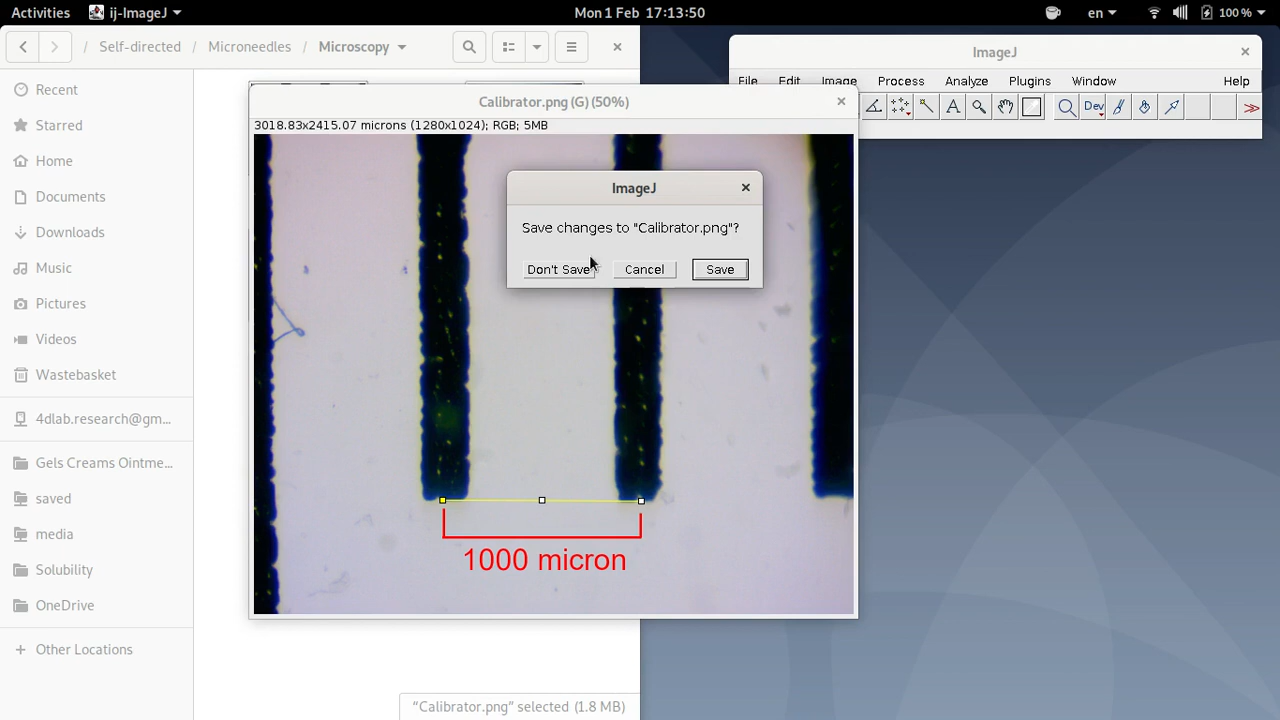 Activities ij-ImageJ Mon 1 Feb 17:13:50 en 100 %
/ Self-directed / Microneedles / Microscopy
Recent
Starred
Home
Documents
Downloads
Music
Pictures
Videos
Wastebasket
4dlab.research@gm...
Gels Creams Ointme...
saved
media
Solubility
OneDrive
+ Other Locations
"Calibrator.png" selected (1.8 MB)
Calibrator.png (G) (50%)
3018.83x2415.07 microns (1280x1024); RGB; 5MB
1000 micron
ImageJ
Save changes to "Calibrator.png"?
Don't Save Cancel Save
ImageJ
File Edit Image Process Analyze Plugins Window Help
A Dev >>